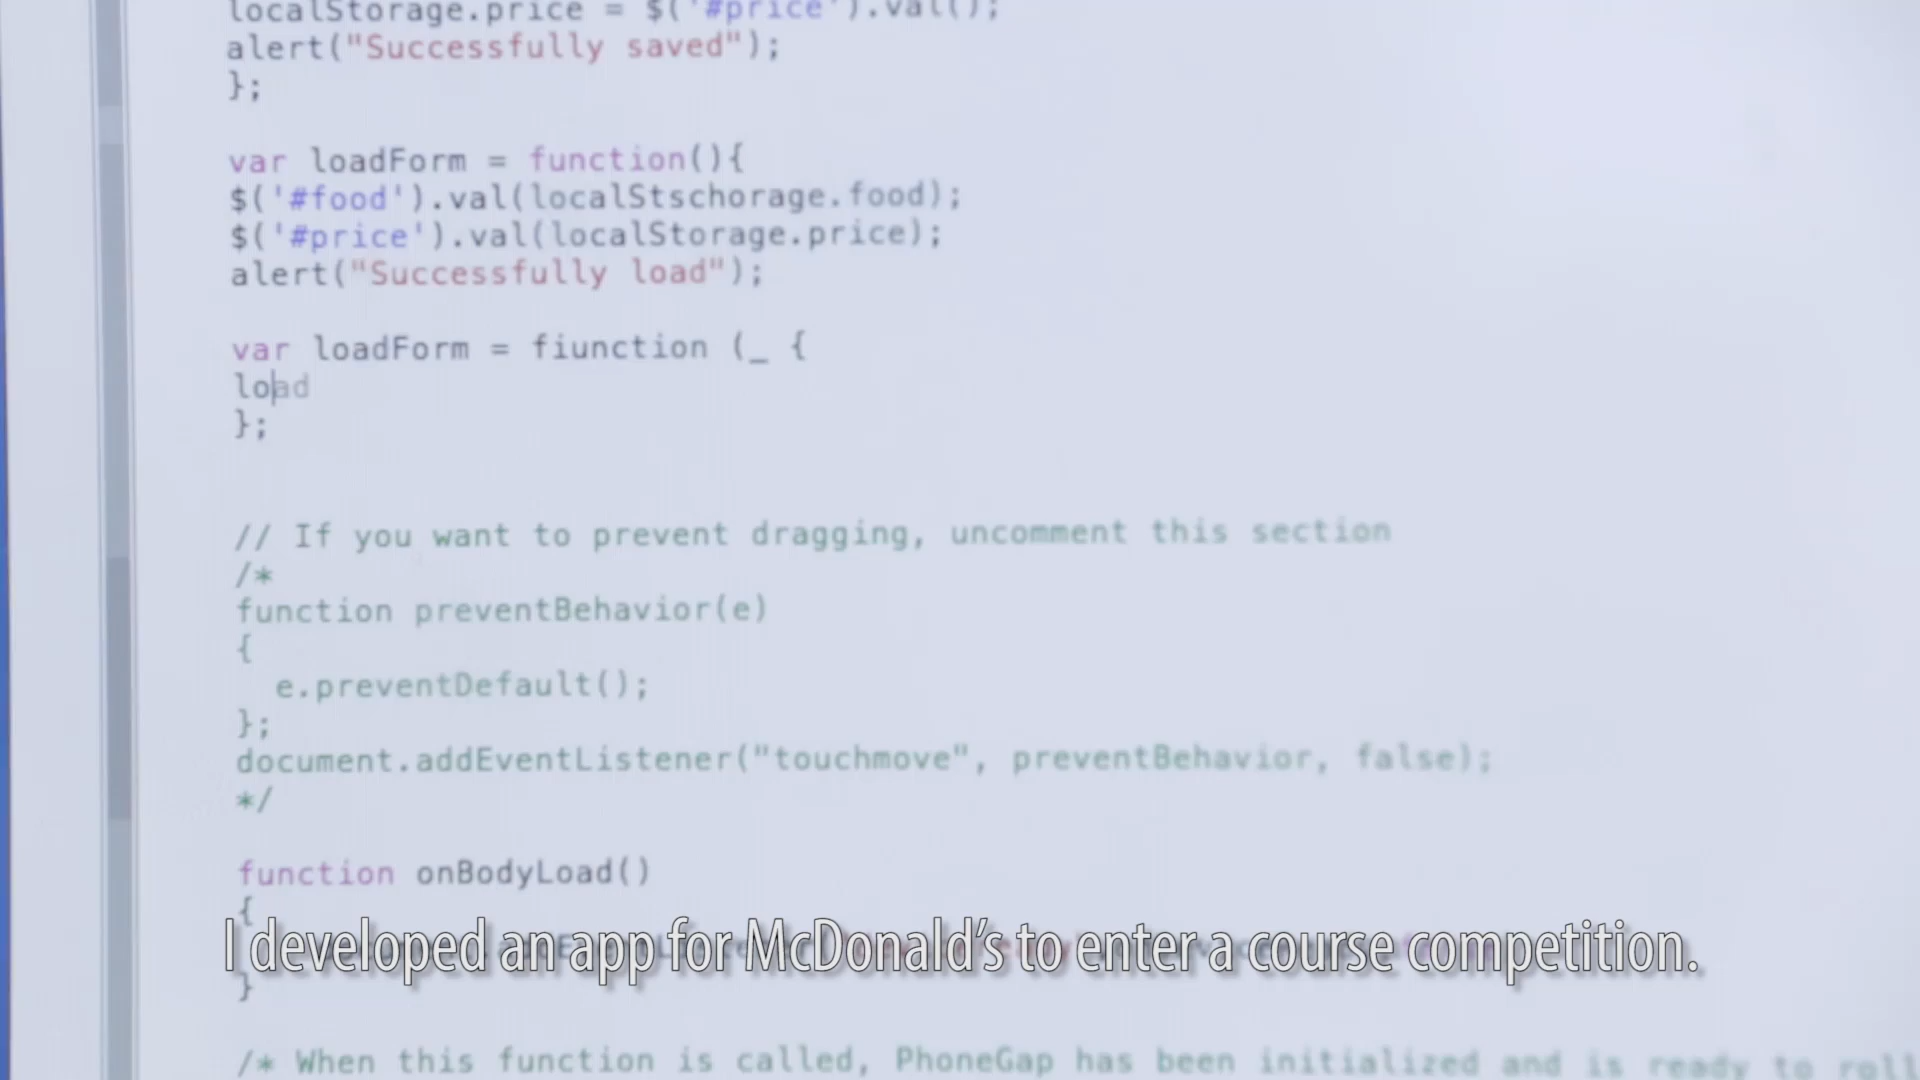 localStorage.price = $('#price').val();
alert("Successfully saved");
};
var loadForm = function(){
$('#food').val(localStschorage.food);
$('#price').val(localStorage.price);
alert("Successfully load");
var loadForm = fiunction (_ {
load
};
// If you want to prevent dragging, uncomment this section
/*
function preventBehavior(e)
{
e.preventDefault();
};
document.addEventListener("touchmove", preventBehavior, false);
*/
function onBodyLoad()
{
I developed an app for McDonald's to enter a course competition.
}
/* When this function is called, PhoneGap has been initialized and is ready to roll